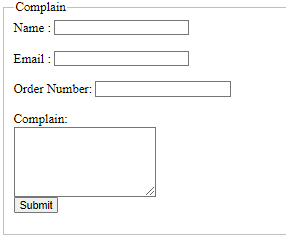 Complain
Name :
Email :
Order Number:
Complain:
Submit